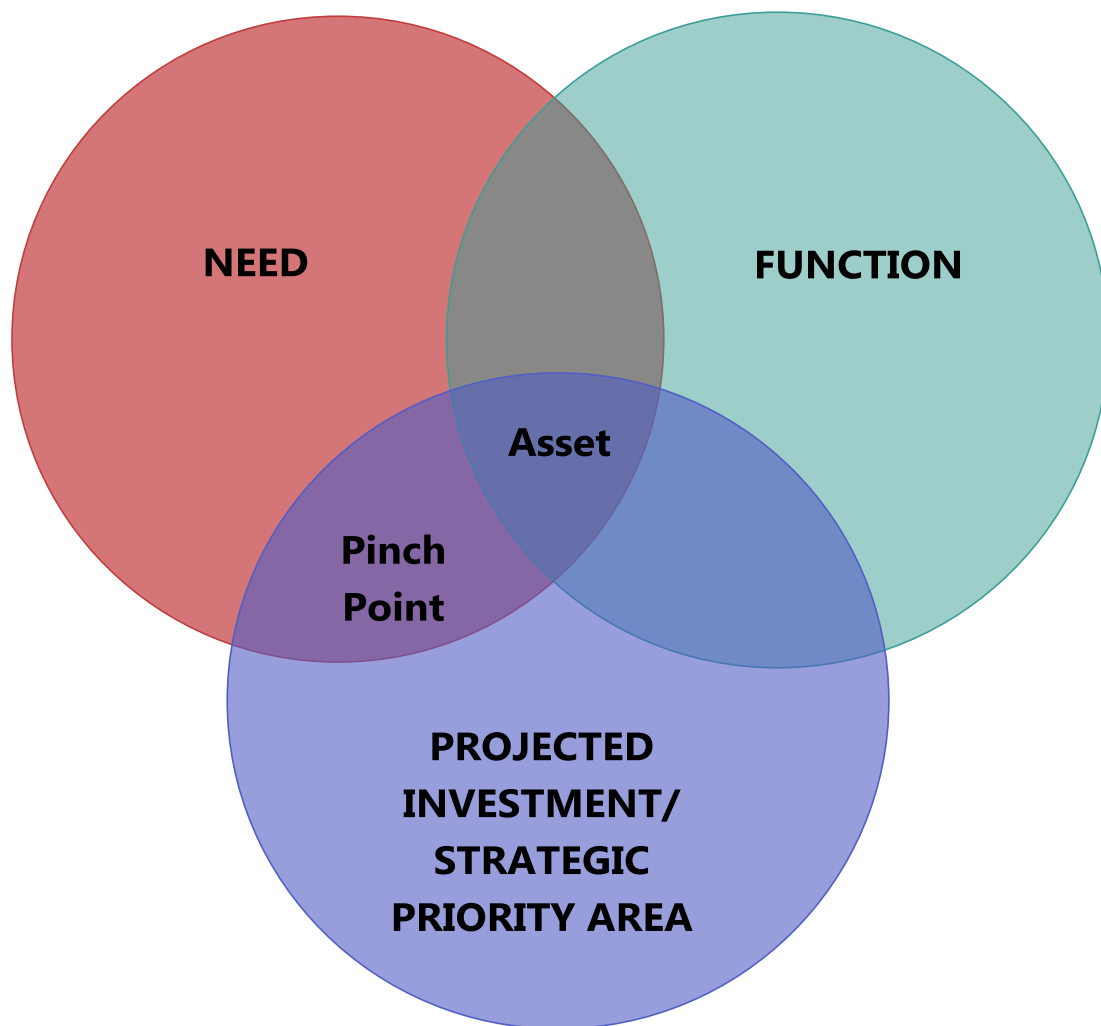 NEED
FUNCTION
Asset
Pinch
Point
PROJECTED
INVESTMENT/
STRATEGIC
PRIORITY AREA